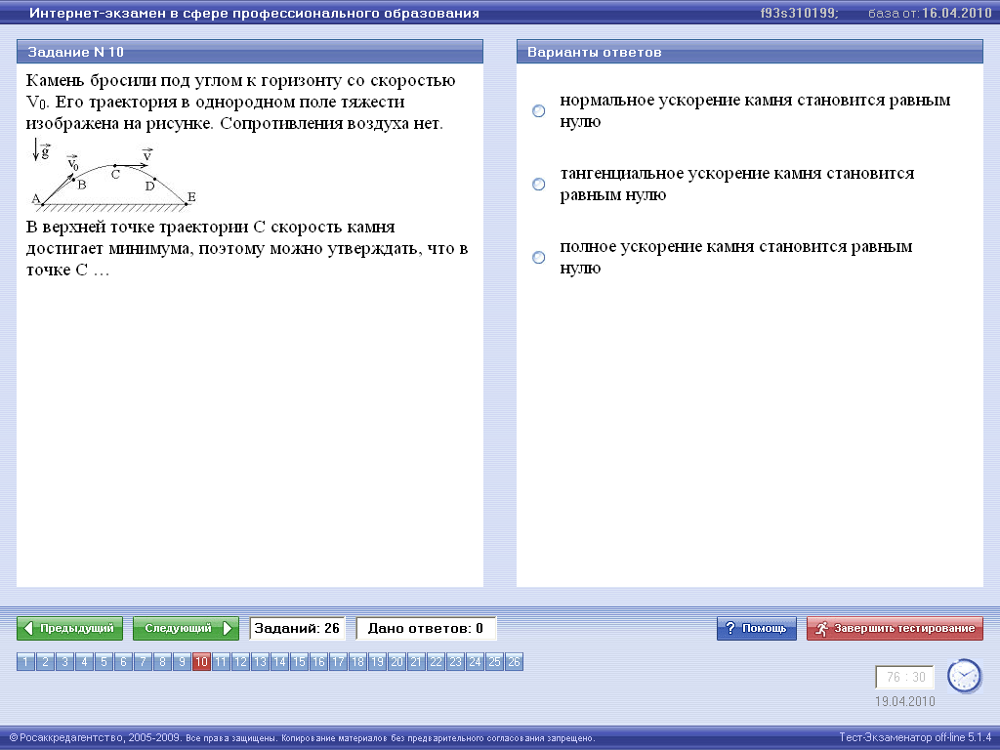 Интернет-экзамен в сфере профессионального образования
f93s310199; база от: 16.04.2010
Задание N 10
Камень бросили под углом к горизонту со скоростью
V0. Его траектория в однородном поле тяжести
изображена на рисунке. Сопротивления воздуха нет.
g
v0
v
A
B
C
D
E
В верхней точке траектории С скорость камня
достигает минимума, поэтому можно утверждать, что в
точке С …
Варианты ответов
нормальное ускорение камня становится равным
нулю
тангенциальное ускорение камня становится
равным нулю
полное ускорение камня становится равным
нулю
Предыдущий Следующий Заданий: 26 Дано ответов: 0 ? Помощь Завершить тестирование
1 2 3 4 5 6 7 8 9 10 11 12 13 14 15 16 17 18 19 20 21 22 23 24 25 26
76 : 30
19.04.2010
© Росаккредагентство, 2005-2009. Все права защищены. Копирование материалов без предварительного согласования запрещено. Тест-Экзаменатор off-line 5.1.4